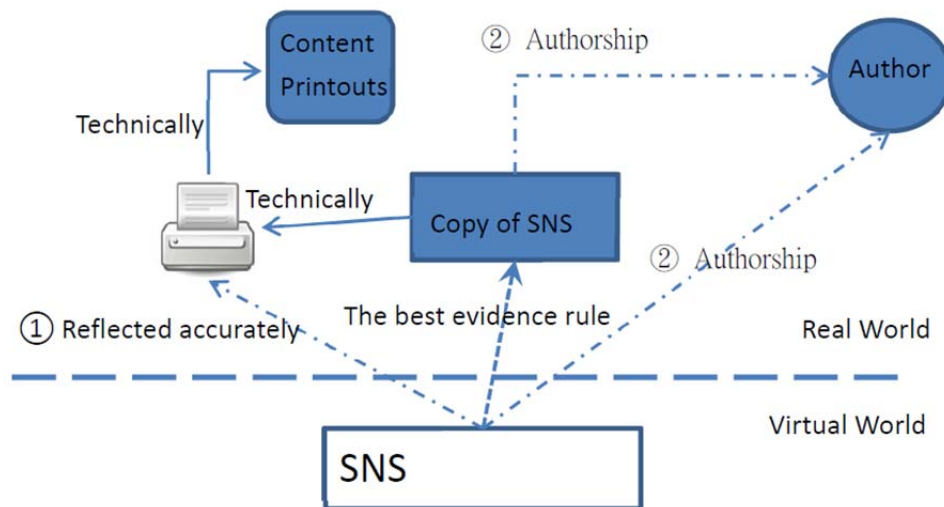 ② Authorship
Content
Printouts
Author
Technically
Technically
Copy of SNS
② Authorship
① Reflected accurately
The best evidence rule
Real World
Virtual World
SNS